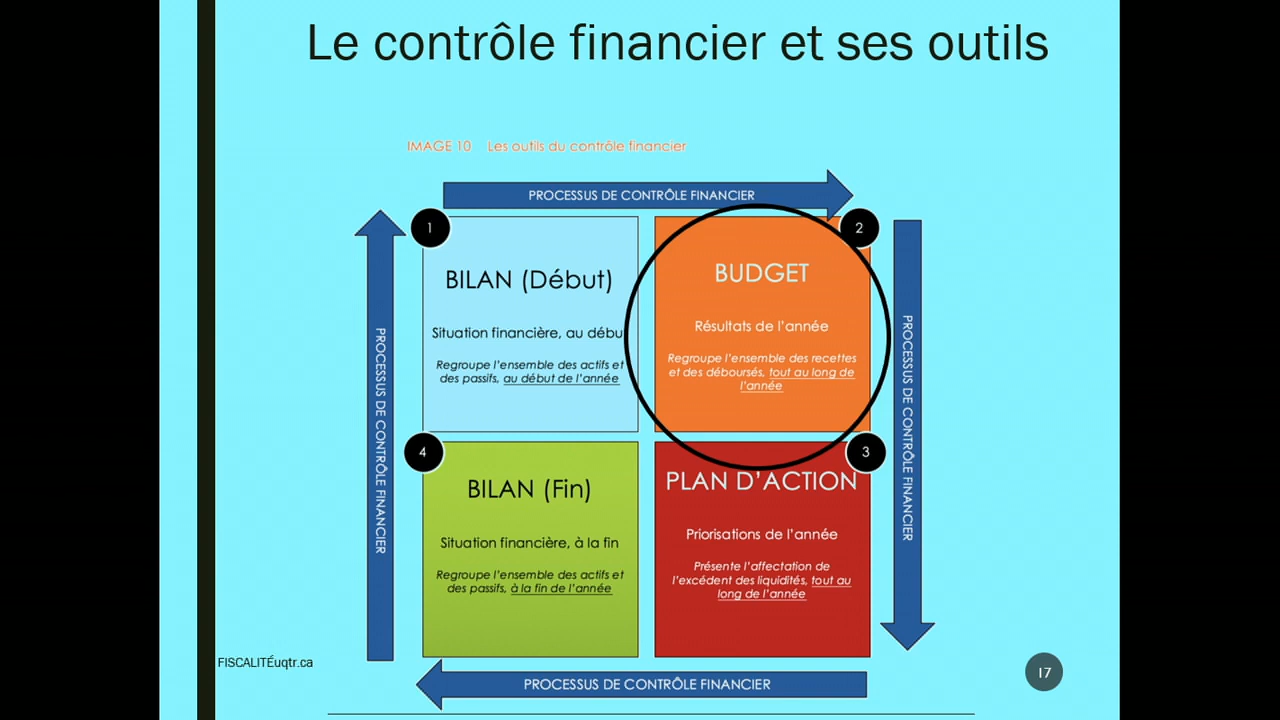 Le contrôle financier et ses outils
IMAGE 10 Les outils du contrôle financier
PROCESSUS DE CONTRÔLE FINANCIER
1
BILAN (Début)
Situation financière, au débu
Regroupe l'ensemble des actifs et
des passifs, au début de l'année
2
BUDGET
Résultats de l'année
Regroupe l'ensemble des recettes
et des déboursés, tout au long de
l'année
PROCESSUS DE CONTRÔLE FINANCIER
3
PLAN D'ACTION
Priorisations de l'année
Présente l'affectation de
l'excédent des liquidités, tout au
long de l'année
4
BILAN (Fin)
Situation financière, à la fin
Regroupe l'ensemble des actifs et
des passifs, à la fin de l'année
PROCESSUS DE CONTRÔLE FINANCIER
PROCESSUS DE CONTRÔLE FINANCIER
FISCALITÉuqtr.ca
17